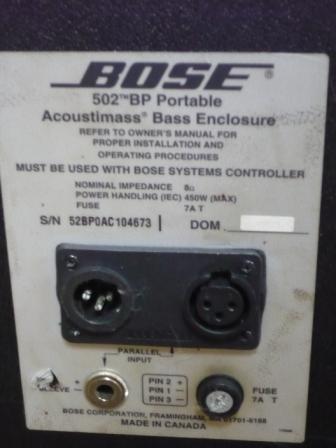 BOSE®
502™BP Portable
Acoustimass® Bass Enclosure
REFER TO OWNER'S MANUAL FOR
PROPER INSTALLATION AND
OPERATING PROCEDURES
MUST BE USED WITH BOSE SYSTEMS CONTROLLER
NOMINAL IMPEDANCE 8Ω
POWER HANDLING (IEC) 450W (MAX)
FUSE 7A T
S/N 52BP0AC104673 DOM
PARALLEL
INPUT
+
PIN 2 +
PIN 1 –
PIN 3 –
FUSE
7A T
BOSE CORPORATION, FRAMINGHAM, MA 01701-9168
MADE IN CANADA